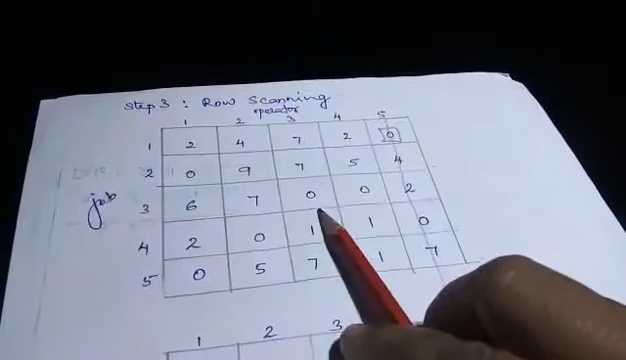 Step 3 : Row Scanning
operator
1 2 3 4 5
1 2 4 7 2 0
2 0 9 7 5 4
job 3 6 7 0 0 2
4 2 0 1 1 0
5 0 5 7 1 7
1 2 3